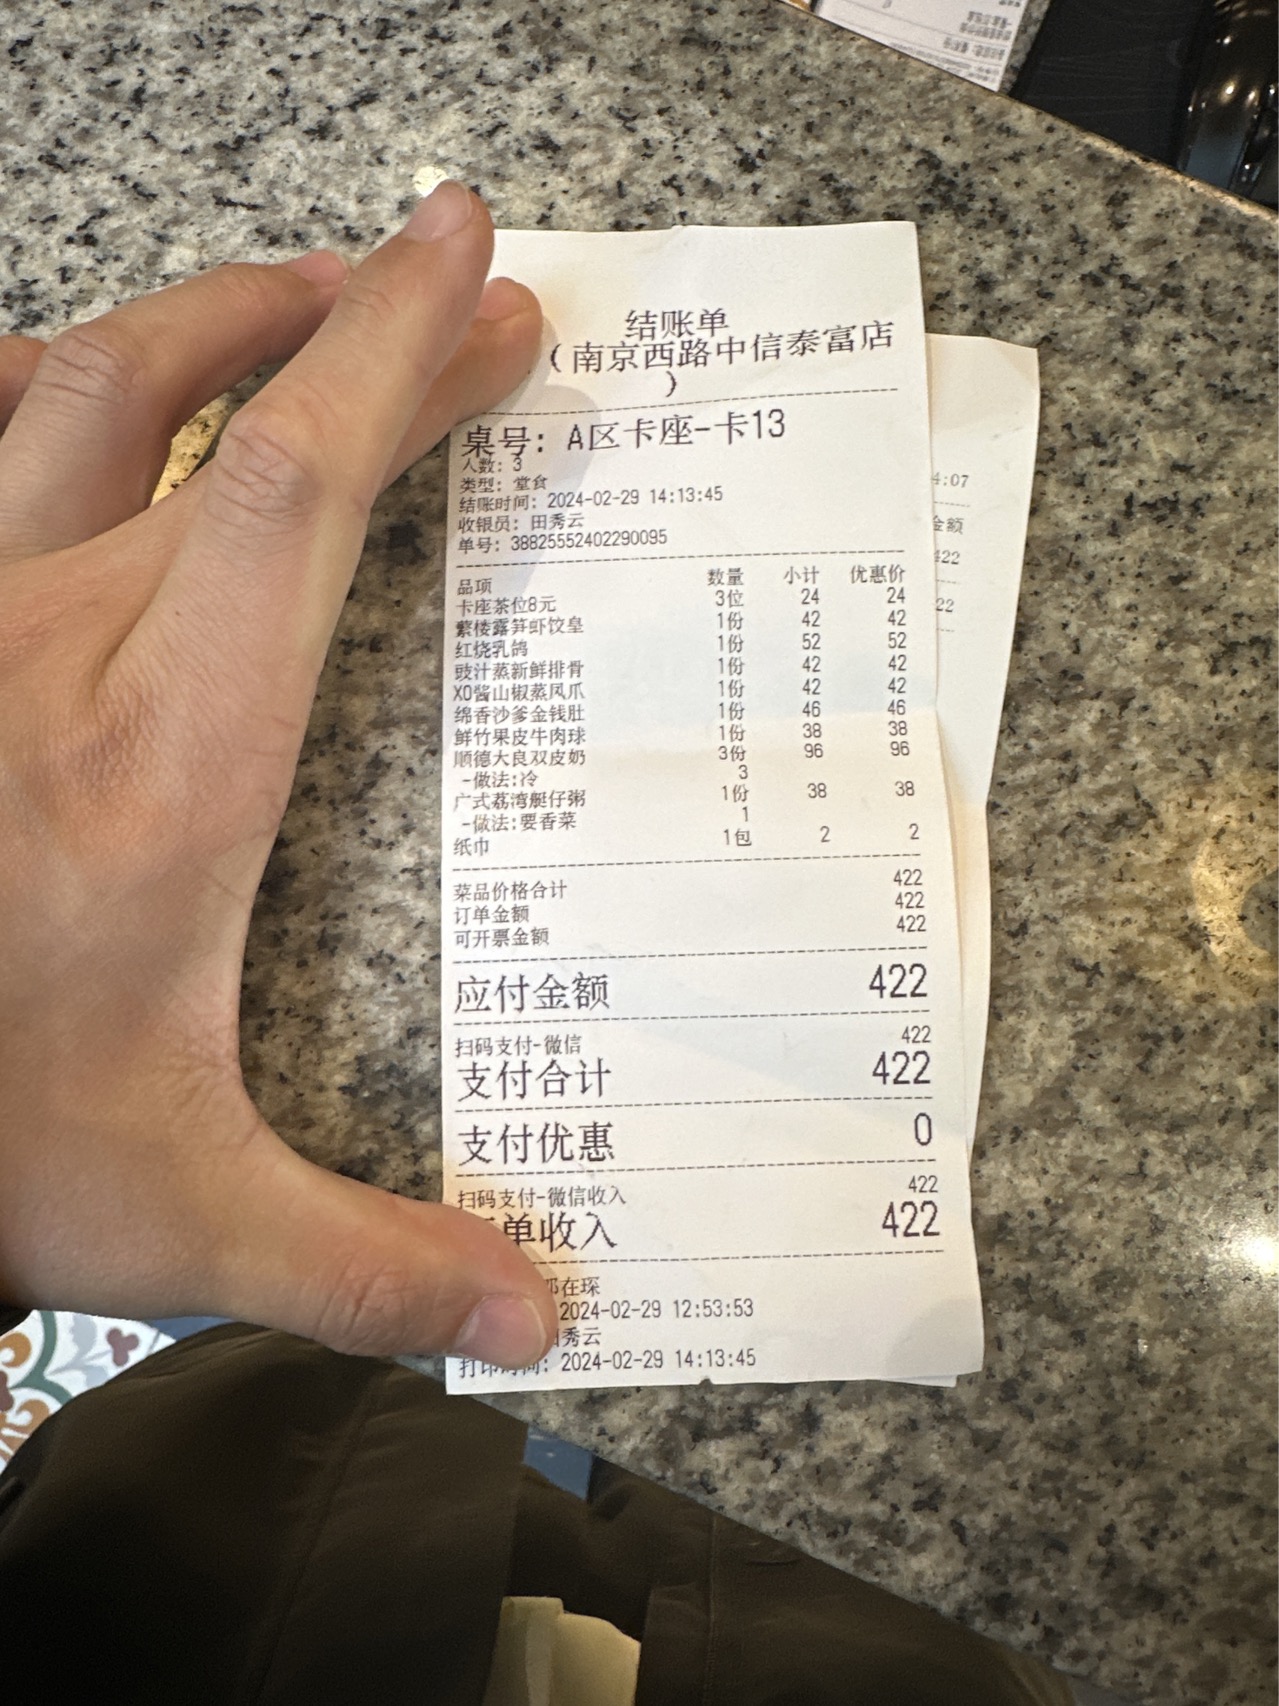 结账单
(南京西路中信泰富店
)
桌号: A区卡座-卡13
人数: 3
类型: 堂食
结账时间: 2024-02-29 14:13:45
收银员: 田秀云
单号: 38825552402290095
品项 数量 小计 优惠价
卡座茶位8元 3位 24 24
繁楼露笋虾饺皇 1份 42 42
红烧乳鸽 1份 52 52
豉汁蒸新鲜排骨 1份 42 42
XO酱山椒蒸凤爪 1份 42 42
绵香沙爹金钱肚 1份 46 46
鲜竹果皮牛肉球 1份 38 38
顺德大良双皮奶 3份 96 96
-做法:冷 3
广式荔湾艇仔粥 1份 38 38
-做法:要香菜 1
纸巾 1包 2 2
菜品价格合计 422
订单金额 422
可开票金额 422
应付金额 422
扫码支付-微信 422
支付合计 422
支付优惠 0
扫码支付-微信收入 422
单收入 422
在琛
2024-02-29 12:53:53
秀云
打印时间: 2024-02-29 14:13:45
4:07
金额
422
22